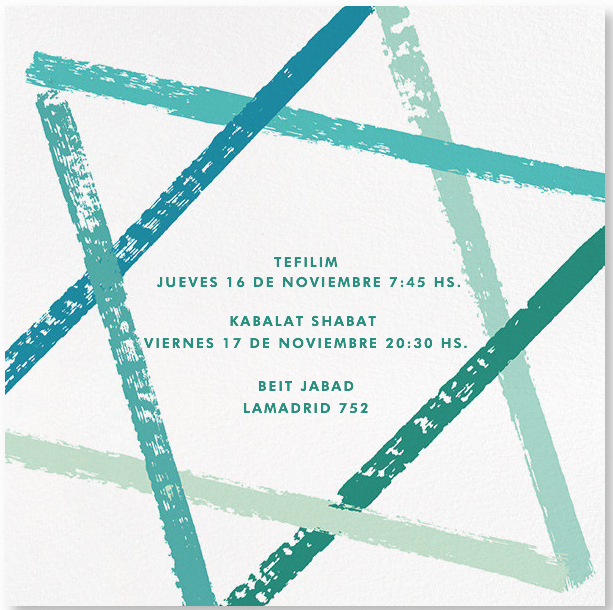 TEFILIM
JUEVES 16 DE NOVIEMBRE 7:45 HS.
KABALAT SHABAT
VIERNES 17 DE NOVIEMBRE 20:30 HS.
BEIT JABAD
LAMADRID 752